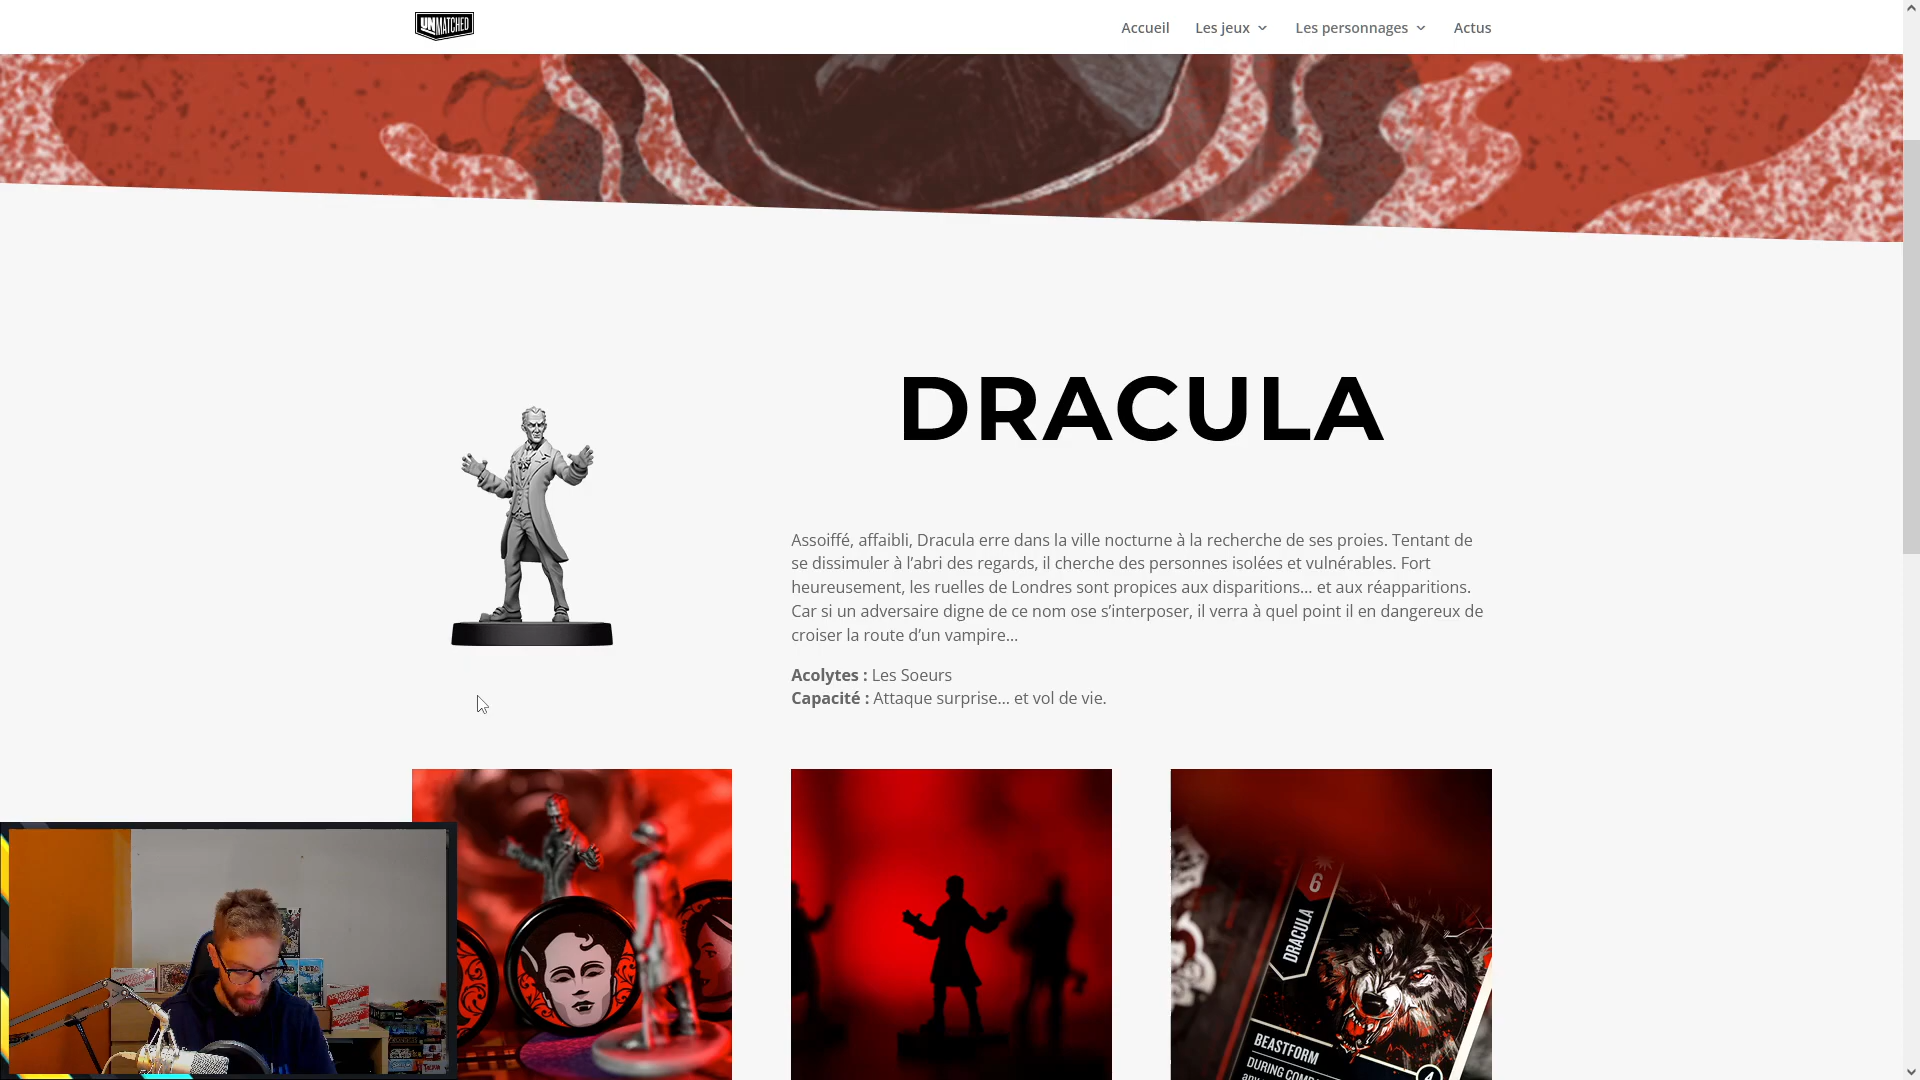 UNMATCHED
Accueil
Les jeux
Les personnages
Actus
DRACULA
Assoiffé, affaibli, Dracula erre dans la ville nocturne à la recherche de ses proies. Tentant de
se dissimuler à l’abri des regards, il cherche des personnes isolées et vulnérables. Fort
heureusement, les ruelles de Londres sont propices aux disparitions… et aux réapparitions.
Car si un adversaire digne de ce nom ose s’interposer, il verra à quel point il en dangereux de
croiser la route d’un vampire…
Acolytes : Les Soeurs
Capacité : Attaque surprise… et vol de vie.
6
DRACULA
BEASTFORM
4